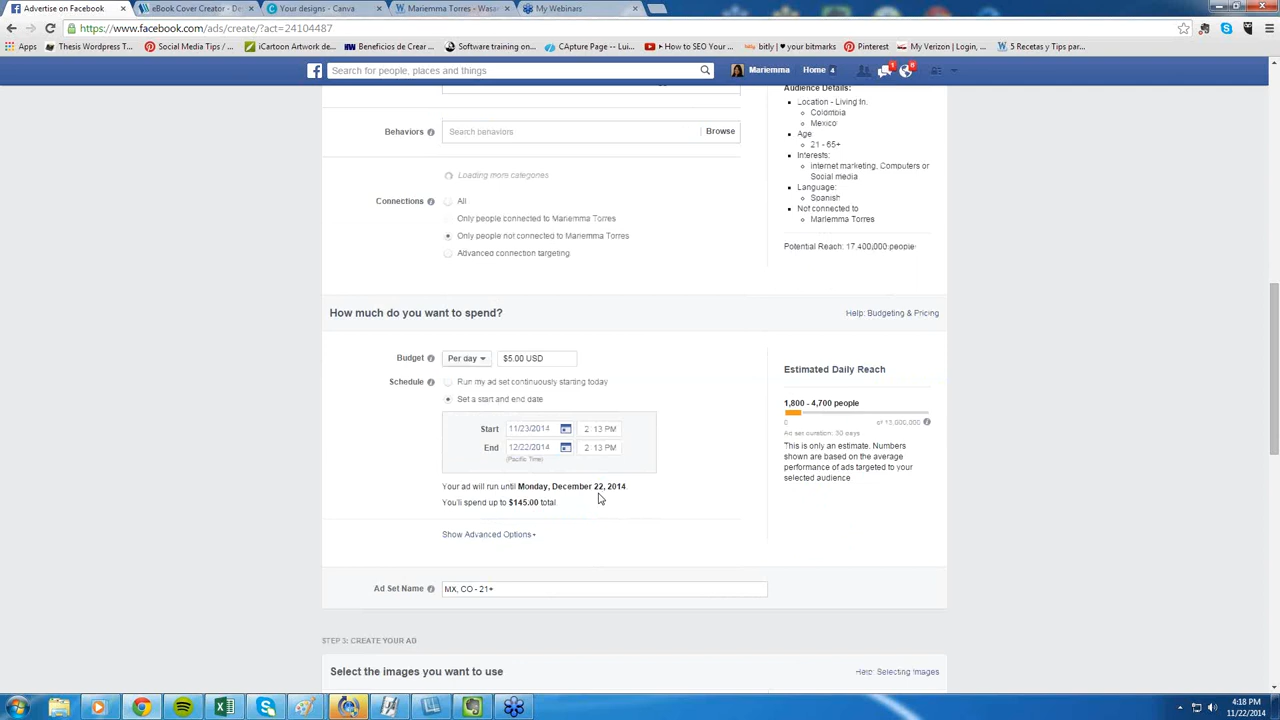 Advertise on Facebook
eBook Cover Creator - De
Your designs - Canva
Mariemma Torres - Wasa
My Webinars
https://www.facebook.com/ads/create/?act=24104487
Apps
Thesis Wordpress T...
Social Media Tips / ...
iCartoon Artwork de...
Beneficios de Crear ...
Software training on...
CApture Page -- Lui...
How to SEO Your ...
bitly | ♥ your bitmarks
Pinterest
My Verizon | Login, ...
5 Recetas y Tips par...
Search for people, places and things
Mariemma
Home 4
1
6
Audience Details:
Location - Living In:
Colombia
Mexico
Age
21 - 65+
Interests:
internet marketing, Computers or
Social media
Language:
Spanish
Not connected to
Mariemma Torres
Potential Reach: 17,400,000 people
Behaviors
Search behaviors
Browse
Loading more categories
Connections
All
Only people connected to Mariemma Torres
Only people not connected to Mariemma Torres
Advanced connection targeting
How much do you want to spend?
Help: Budgeting & Pricing
Budget
Per day
$5.00 USD
Schedule
Run my ad set continuously starting today
Set a start and end date
Start
11/23/2014
2:13 PM
End
12/22/2014
2:13 PM
(Pacific Time)
Your ad will run until Monday, December 22, 2014.
You'll spend up to $145.00 total
Show Advanced Options
Estimated Daily Reach
1,800 - 4,700 people
0
Ad set duration: 30 days
This is only an estimate. Numbers
shown are based on the average
performance of ads targeted to your
selected audience
Ad Set Name
MX, CO - 21+
STEP 3: CREATE YOUR AD
Select the images you want to use
Help: Selecting Images
4:18 PM
11/22/2014